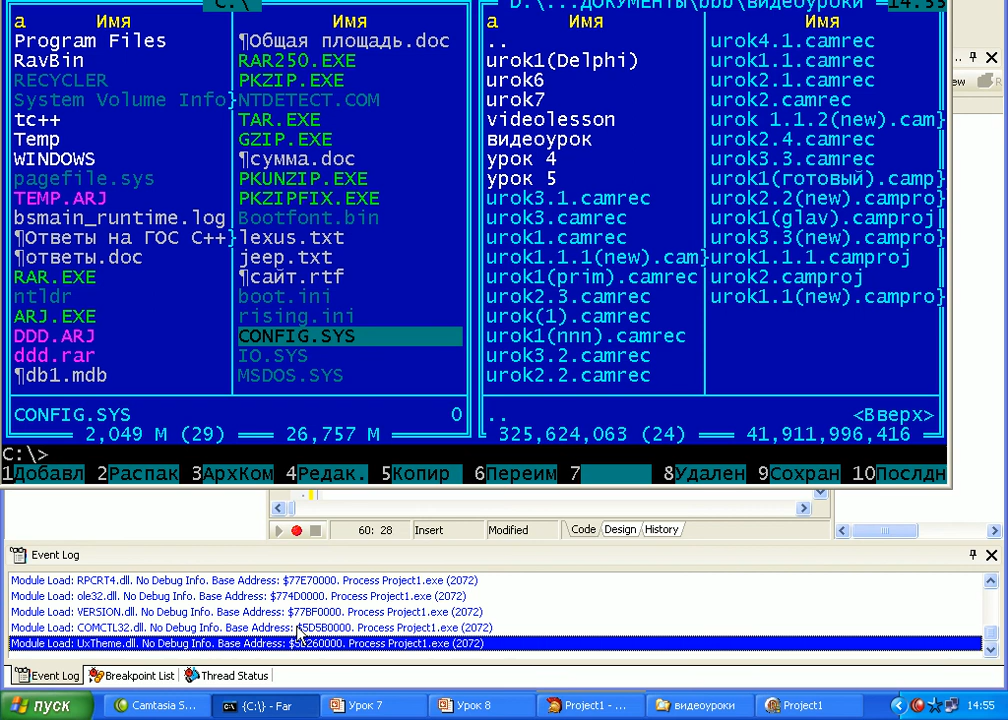 C:\
D:\...ДОКУМЕНТЫ\bbb\видеоуроки
14:55
а Имя Имя
Program Files ¶Общая площадь.doc
RavBin RAR250.EXE
RECYCLER PKZIP.EXE
System Volume Info} NTDETECT.COM
tc++ TAR.EXE
Temp GZIP.EXE
WINDOWS ¶сумма.doc
pagefile.sys PKUNZIP.EXE
TEMP.ARJ PKZIPFIX.EXE
bsmain_runtime.log Bootfont.bin
¶Ответы на ГОС С++} lexus.txt
¶ответы.doc jeep.txt
RAR.EXE ¶сайт.rtf
ntldr boot.ini
ARJ.EXE rising.ini
DDD.ARJ CONFIG.SYS
ddd.rar IO.SYS
¶db1.mdb MSDOS.SYS
CONFIG.SYS 0
2,049 M (29) 26,757 M
а Имя Имя
.. urok4.1.camrec
urok1(Delphi) urok1.2.camrec
urok6 urok2.1.camrec
urok7 urok2.camrec
videolesson urok 1.1.2(new).cam}
видеоурок urok2.4.camrec
урок 4 urok3.3.camrec
урок 5 urok1(готовый).camp}
urok3.1.camrec urok2.2(new).campro}
urok3.camrec urok1(glav).camproj
urok1.camrec urok3.3(new).campro}
urok1.1.1(new).cam} urok1.1.1.camproj
urok1(prim).camrec urok2.camproj
urok2.3.camrec urok1.1(new).campro}
urok(1).camrec
urok1(nnn).camrec
urok3.2.camrec
urok2.2.camrec
.. <Вверх>
325,624,063 (24) 41,911,996,416
C:\>
1Добавл 2Распак 3АрхКом 4Редак. 5Копир 6Переим 7 8Удален 9Сохран 10Послдн
60: 28 Insert Modified Code Design History
Event Log
Module Load: RPCRT4.dll. No Debug Info. Base Address: $77E70000. Process Project1.exe (2072)
Module Load: ole32.dll. No Debug Info. Base Address: $774D0000. Process Project1.exe (2072)
Module Load: VERSION.dll. No Debug Info. Base Address: $77BF0000. Process Project1.exe (2072)
Module Load: COMCTL32.dll. No Debug Info. Base Address: $5D5B0000. Process Project1.exe (2072)
Module Load: UxTheme.dll. No Debug Info. Base Address: Process Project1.exe (2072)
Event Log Breakpoint List Thread Status
пуск Camtasia S... {C:\} - Far Урок 7 Урок 8 Project1 - ... видеоуроки Project1 14:55